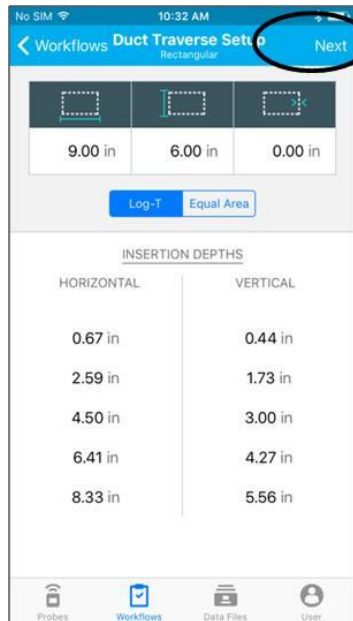 No SIM 10:32 AM
Workflows Duct Traverse Setup Next
Rectangular
9.00 in 6.00 in 0.00 in
Log-T Equal Area
INSERTION DEPTHS
HORIZONTAL VERTICAL
0.67 in 0.44 in
2.59 in 1.73 in
4.50 in 3.00 in
6.41 in 4.27 in
8.33 in 5.56 in
Probes Workflows Data Files User